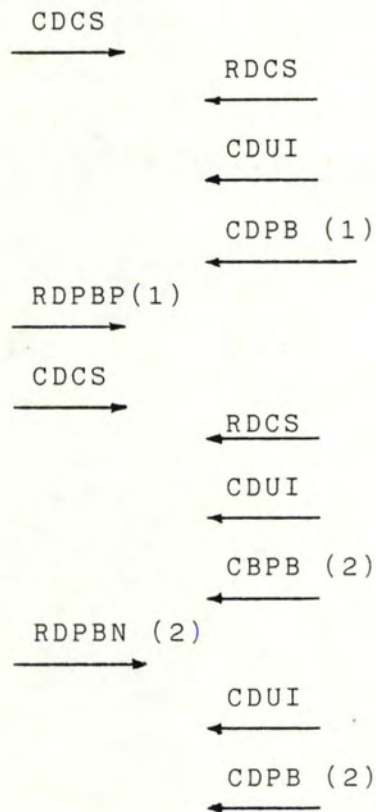 CDCS
RDCS
CDUI
CDPB (1)
RDPBP(1)
CDCS
RDCS
CDUI
CBPB (2)
RDPBN (2)
CDUI
CDPB (2)